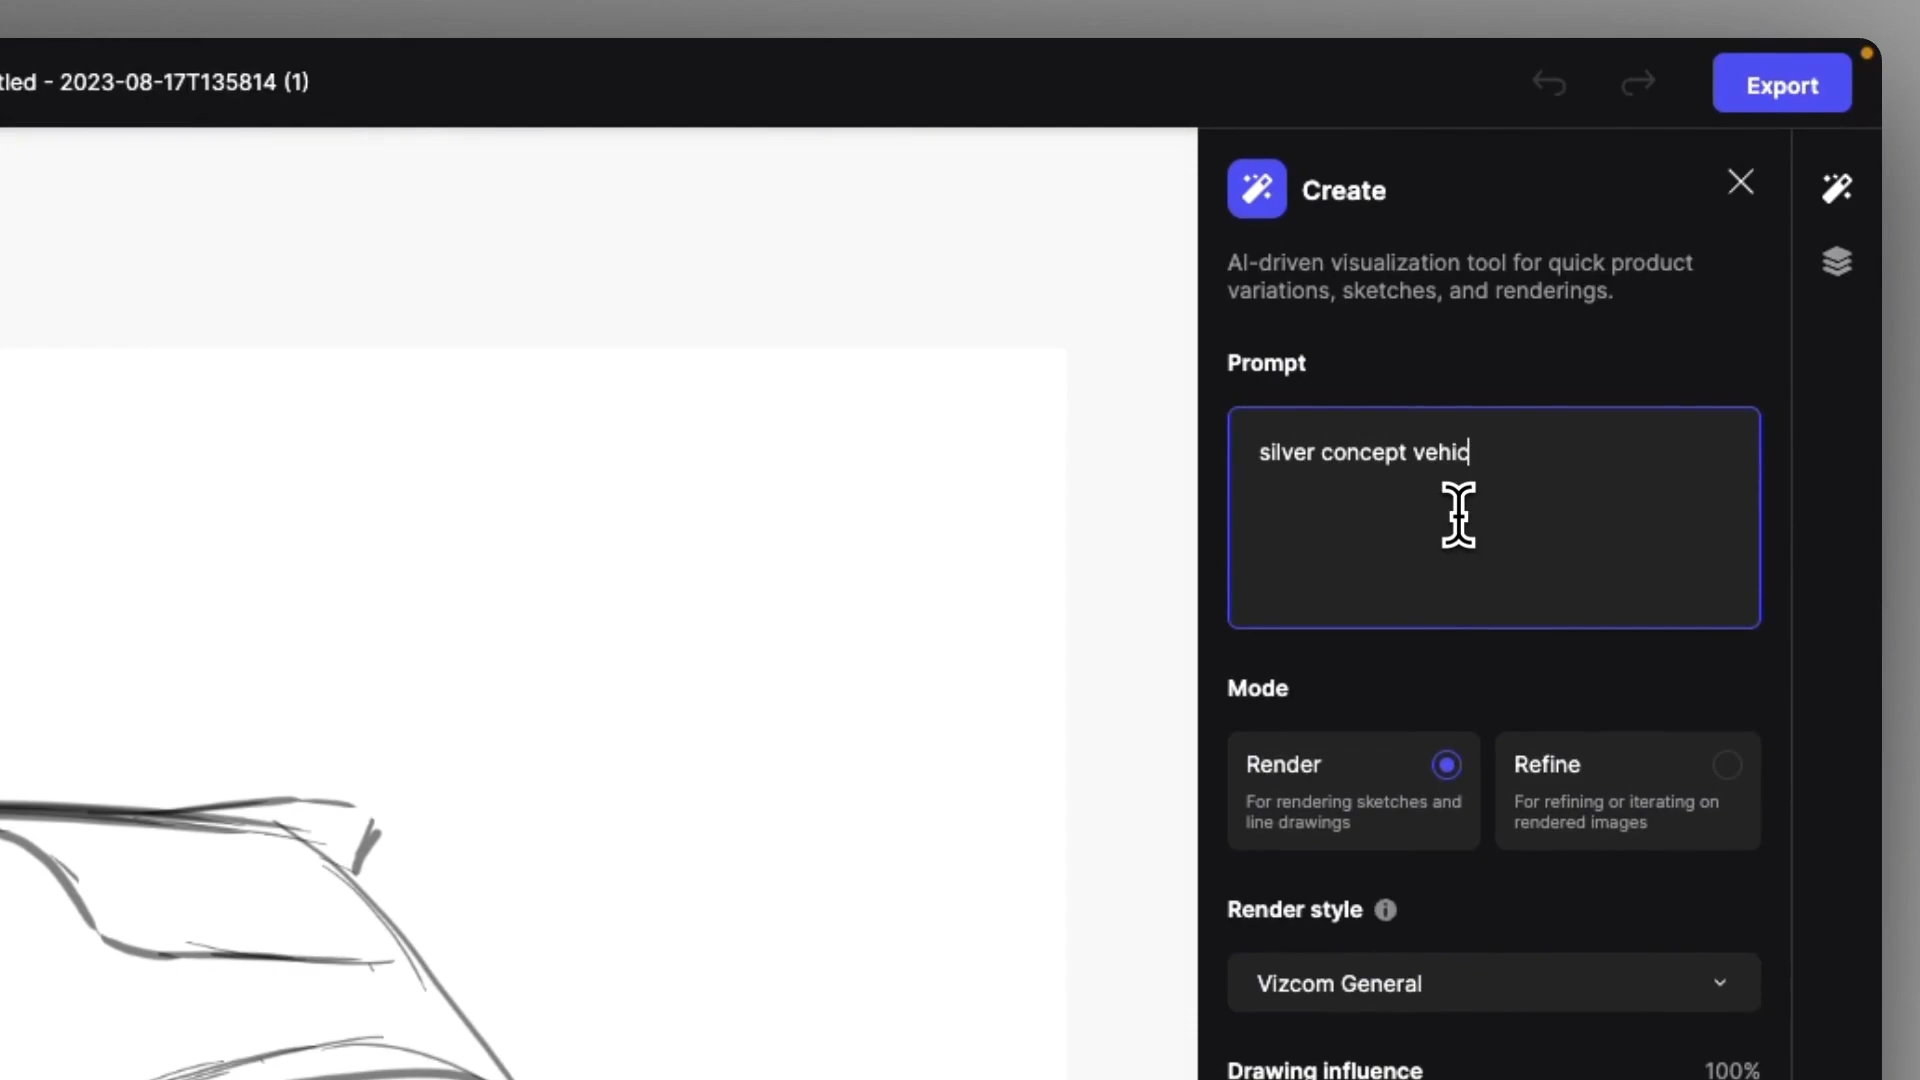 tled - 2023-08-17T135814 (1)
Export
Create
AI-driven visualization tool for quick product
variations, sketches, and renderings.
Prompt
silver concept vehic
Mode
Render
For rendering sketches and
line drawings
Refine
For refining or iterating on
rendered images
Render style
Vizcom General
Drawing influence
100%